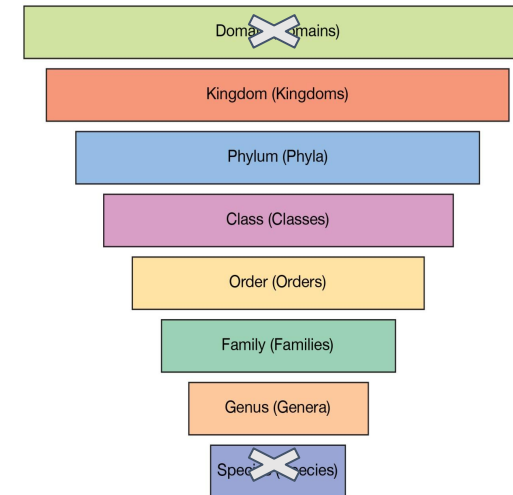 Kingdom (Kingdoms)
Phylum (Phyla)
Class (Classes)
Order (Orders)
Family (Families)
Genus (Genera)